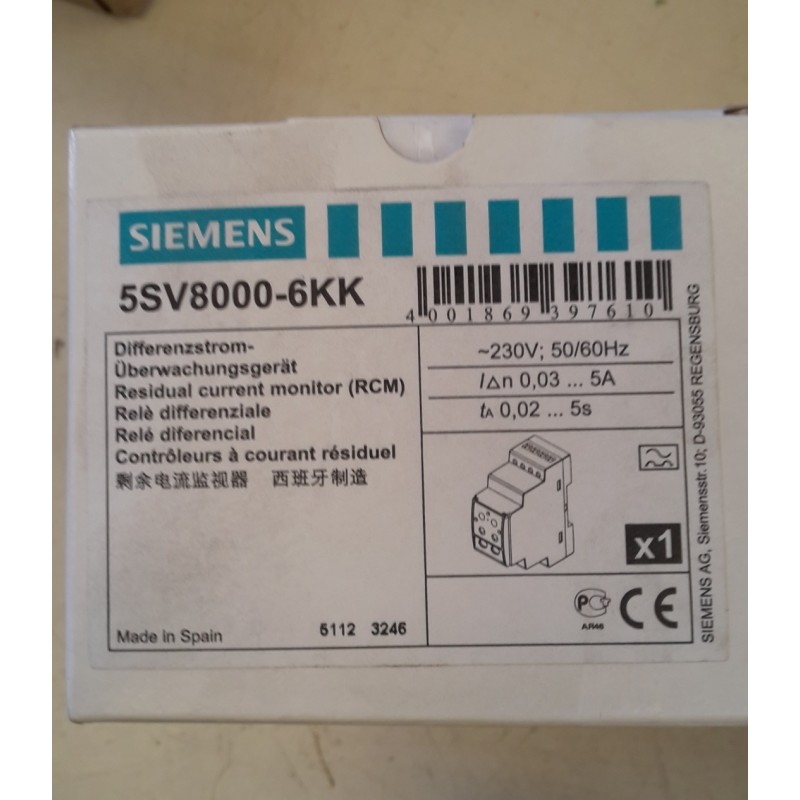 SIEMENS
5SV8000-6KK
4 001869 397610
Differenzstrom-
Überwachungsgerät
Residual current monitor (RCM)
Relè differenziale
Relé diferencial
Contrôleurs à courant résiduel
剩余电流监视器 西班牙制造
Made in Spain
5112 3246
~230V; 50/60Hz
I∆n 0,03 ... 5A
tA 0,02 ... 5s
x1
CE
SIEMENS AG, Siemensstr.10; D-93055 REGENSBURG